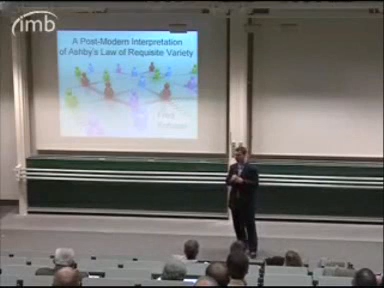 imb
A Post-Modern Interpretation
of Ashby's Law of Requisite Variety